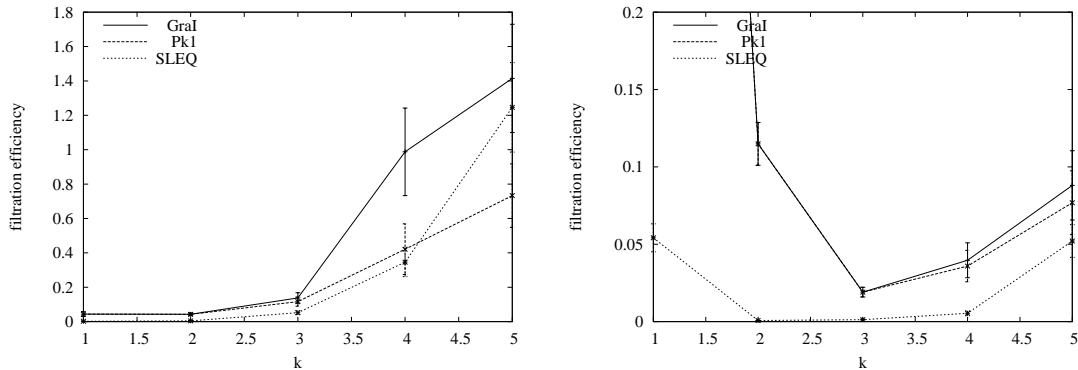 1.8
1.6
1.4
1.2
1
0.8
0.6
0.4
0.2
0
filtration efficiency
GraI
Pk1
SLEQ
1 1.5 2 2.5 3 3.5 4 4.5 5
k
0.2
0.15
0.1
0.05
0
filtration efficiency
GraI
Pk1
SLEQ
1 1.5 2 2.5 3 3.5 4 4.5 5
k